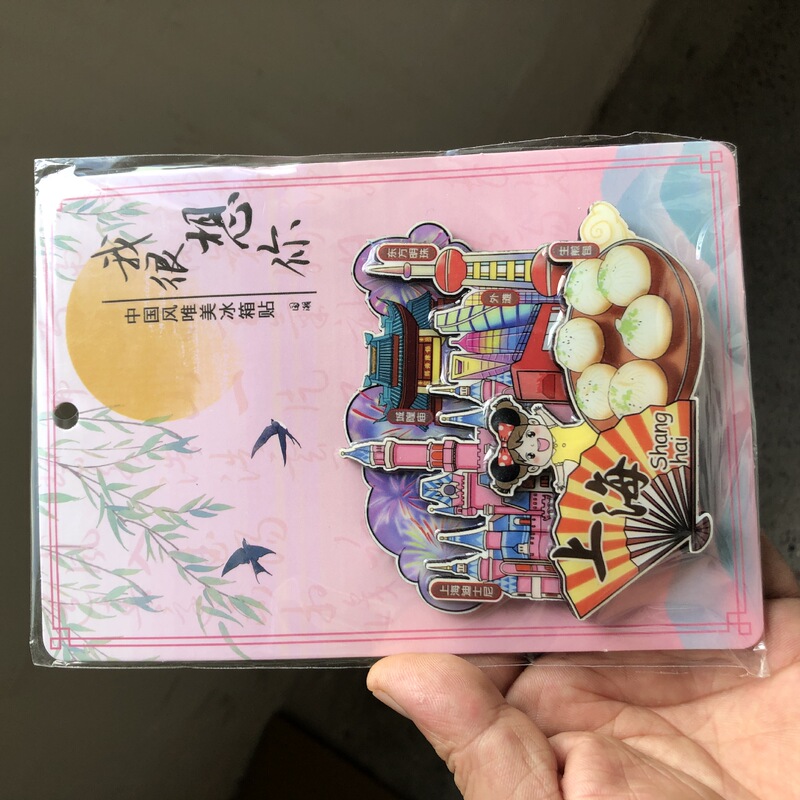 我很想你
中国风唯美冰箱贴
东方明珠
生煎包
外滩
城隍庙
上海迪士尼
上海
Shang
hai